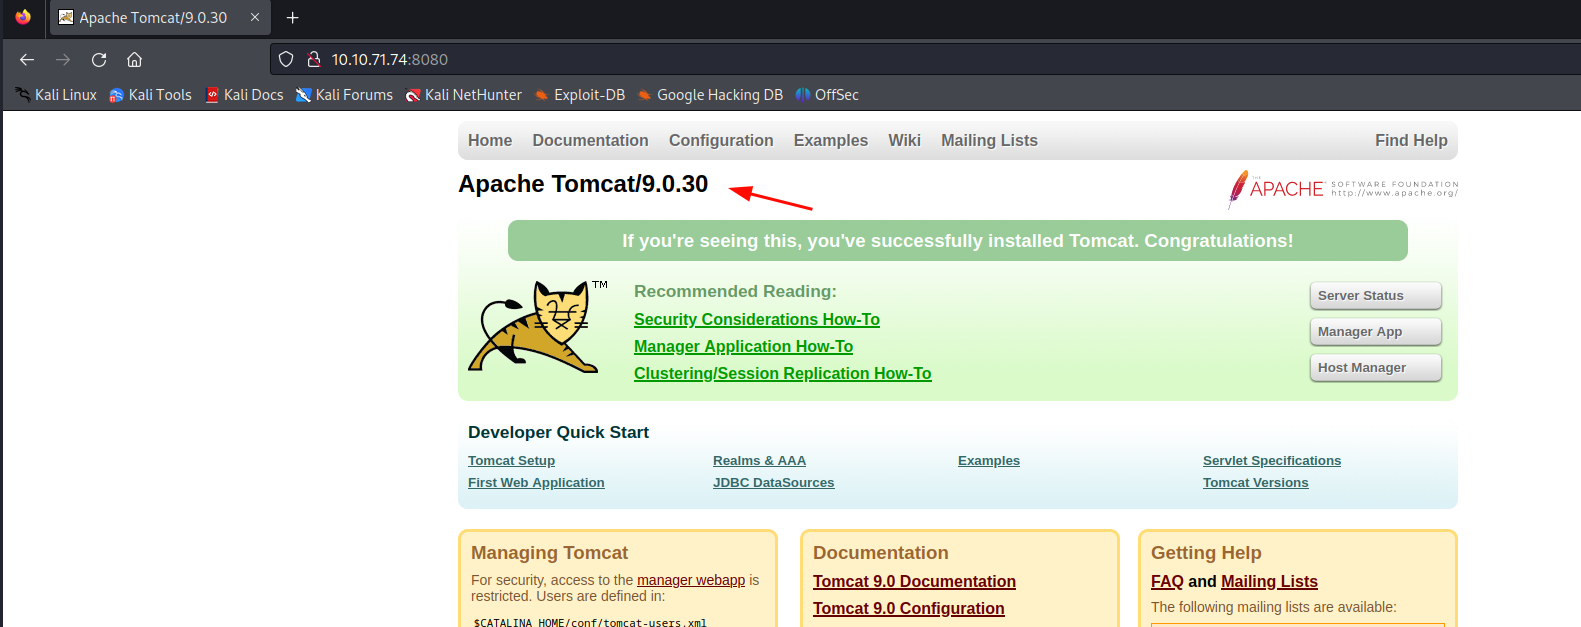 Apache Tomcat/9.0.30
10.10.71.74:8080
Kali Linux Kali Tools Kali Docs Kali Forums Kali NetHunter Exploit-DB Google Hacking DB OffSec
Home Documentation Configuration Examples Wiki Mailing Lists Find Help
Apache Tomcat/9.0.30
THE APACHE SOFTWARE FOUNDATION
http://www.apache.org/
If you're seeing this, you've successfully installed Tomcat. Congratulations!
TM
Recommended Reading:
Security Considerations How-To
Manager Application How-To
Clustering/Session Replication How-To
Server Status
Manager App
Host Manager
Developer Quick Start
Tomcat Setup Realms & AAA Examples Servlet Specifications
First Web Application JDBC DataSources Tomcat Versions
Managing Tomcat
For security, access to the manager webapp is
restricted. Users are defined in:
$CATALINA_HOME/conf/tomcat-users.xml
Documentation
Tomcat 9.0 Documentation
Tomcat 9.0 Configuration
Getting Help
FAQ and Mailing Lists
The following mailing lists are available: